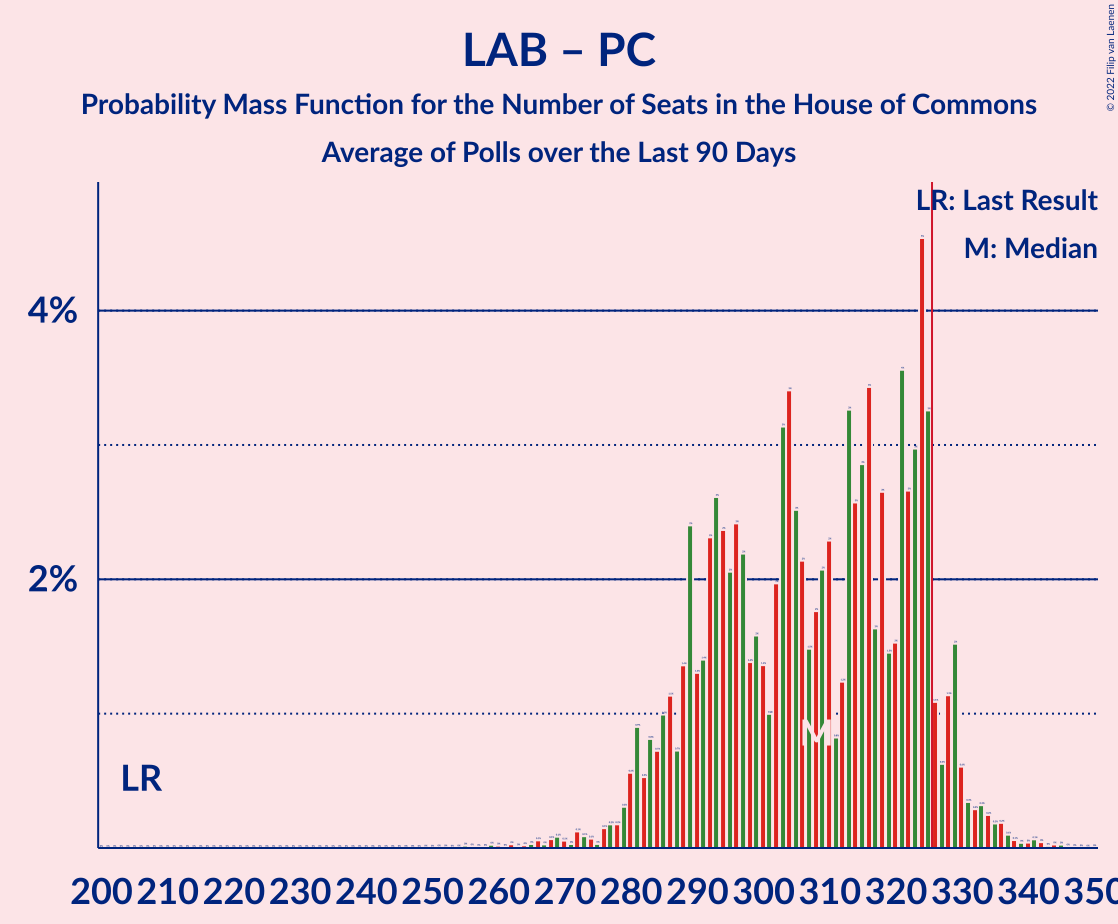 LAB – PC
Probability Mass Function for the Number of Seats in the House of Commons
Average of Polls over the Last 90 Days
© 2022 Filip van Laenen
LR: Last Result
M: Median
4%
2%
LR
M
200 210 220 230 240 250 260 270 280 290 300 310 320 330 340 350